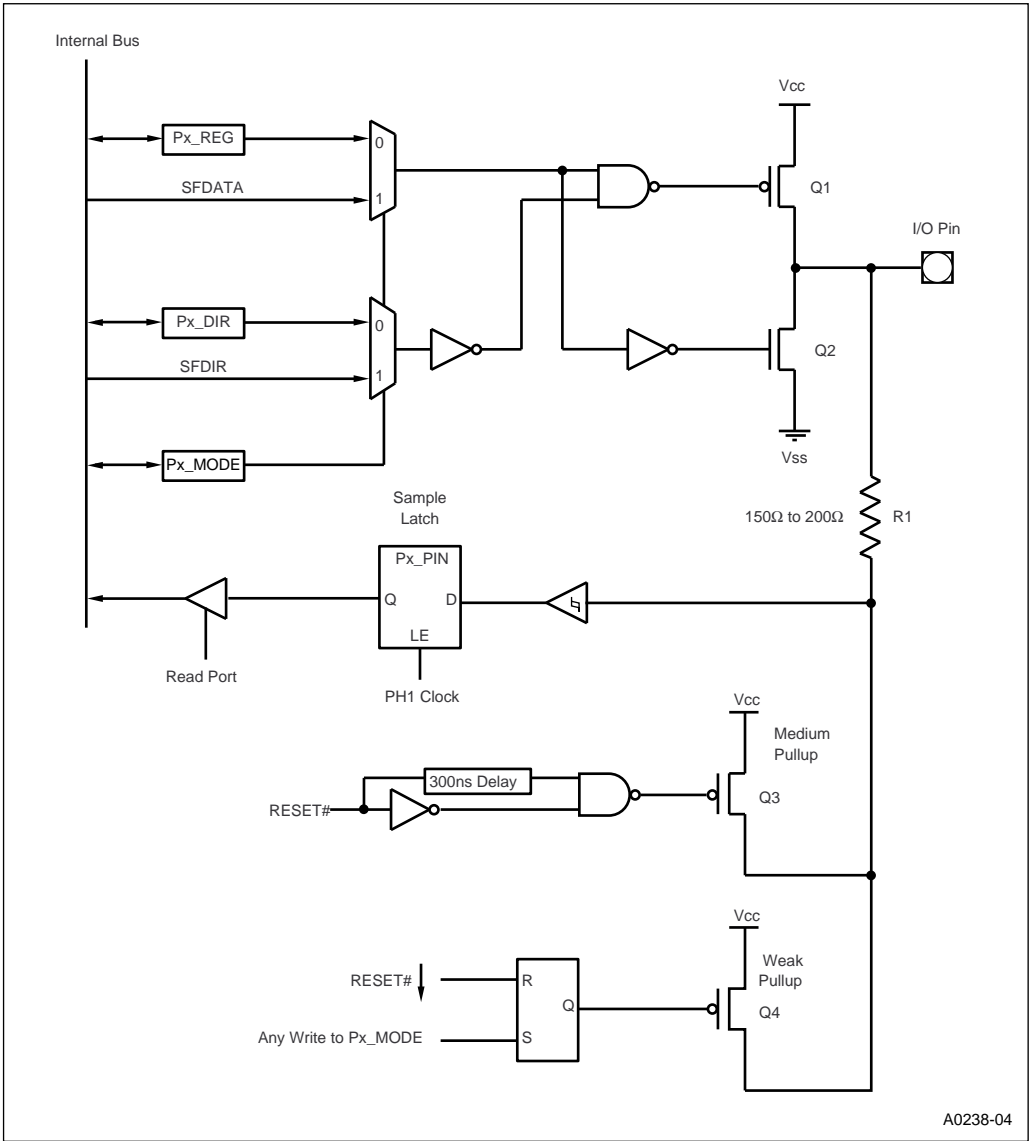 Internal Bus
Vcc
Px_REG
0
SFDATA
1
Q1
I/O Pin
Px_DIR
0
SFDIR
1
Q2
Px_MODE
Vss
Sample
Latch
150Ω to 200Ω
R1
Px_PIN
Q
D
LE
Read Port
PH1 Clock
Vcc
Medium
Pullup
300ns Delay
RESET#
Q3
Vcc
Weak
Pullup
RESET#
R
Q
Q4
Any Write to Px_MODE
S
A0238-04